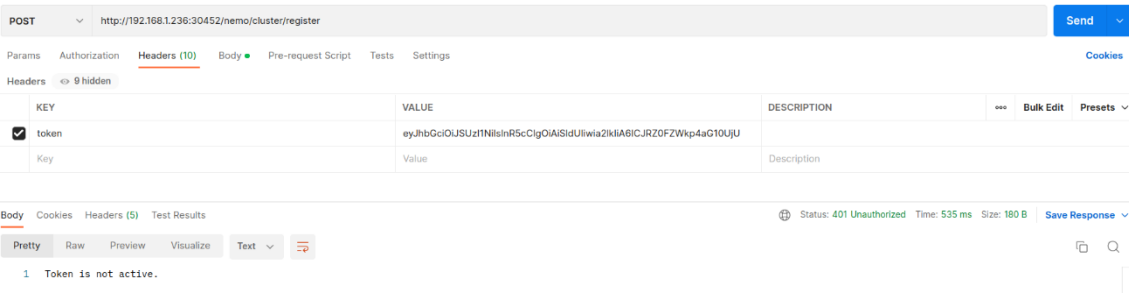 POST http://192.168.1.236:30452/nemo/cluster/register Send
Params Authorization Headers (10) Body Pre-request Script Tests Settings Cookies
Headers 9 hidden
KEY VALUE DESCRIPTION ooo Bulk Edit Presets
token eyJhbGciOiJSUzI1NiIsInR5cCIgOiAiSldUIiwia2lkIiA6ICJRZ0FZWkp4aG10UjU
Key Value Description
Body Cookies Headers (5) Test Results Status: 401 Unauthorized Time: 535 ms Size: 180 B Save Response
Pretty Raw Preview Visualize Text
1 Token is not active.